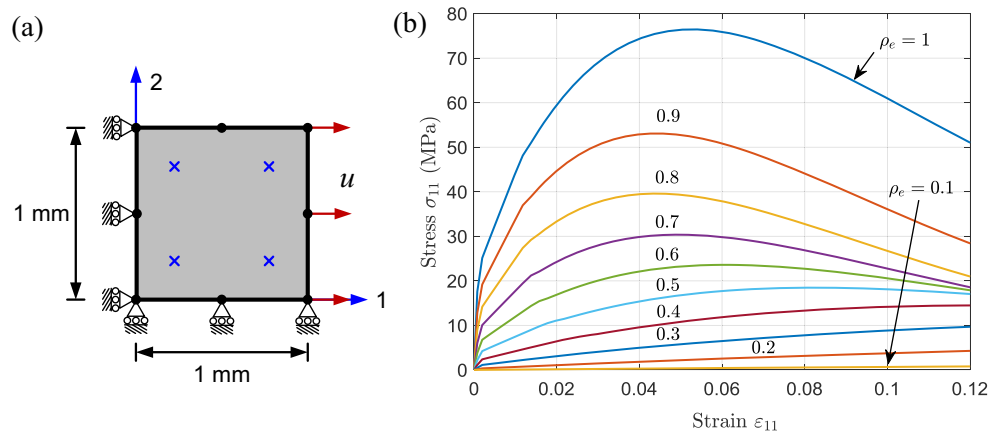 (a)
2
1 mm
u
1
1 mm
(b)
Stress σ₁₁ (MPa)
80
70
60
50
40
30
20
10
0
ρₑ = 1
0.9
0.8
ρₑ = 0.1
0.7
0.6
0.5
0.4
0.3
0.2
0 0.02 0.04 0.06 0.08 0.1 0.12
Strain ε₁₁